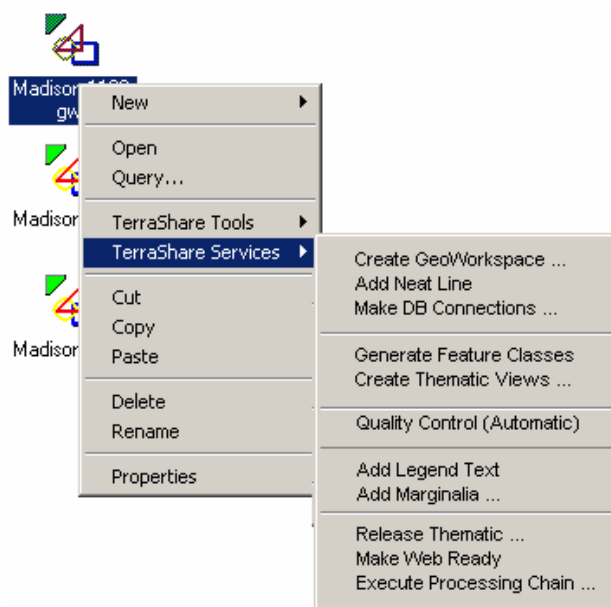 Madison
gw
Madison
Madison
New
Open
Query...
TerraShare Tools
TerraShare Services
Cut
Copy
Paste
Delete
Rename
Properties
Create GeoWorkspace ...
Add Neat Line
Make DB Connections ...
Generate Feature Classes
Create Thematic Views ...
Quality Control (Automatic)
Add Legend Text
Add Marginalia ...
Release Thematic ...
Make Web Ready
Execute Processing Chain ...